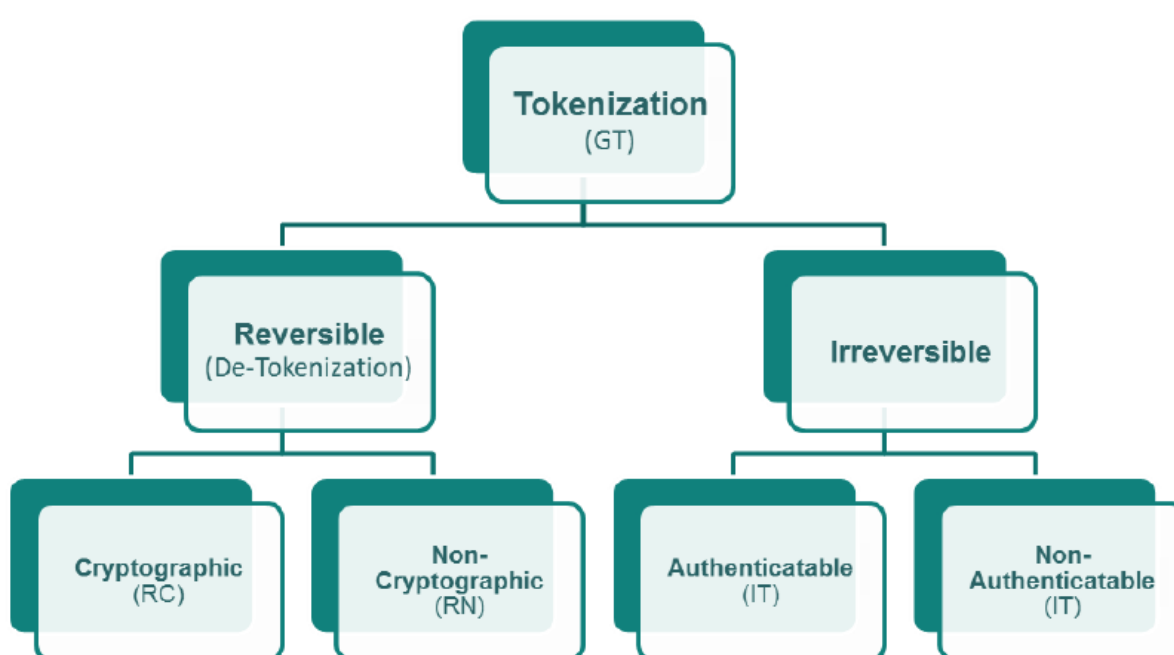 Tokenization
(GT)
Reversible
(De-Tokenization)
Irreversible
Cryptographic
(RC)
Non-
Cryptographic
(RN)
Authenticatable
(IT)
Non-
Authenticatable
(IT)